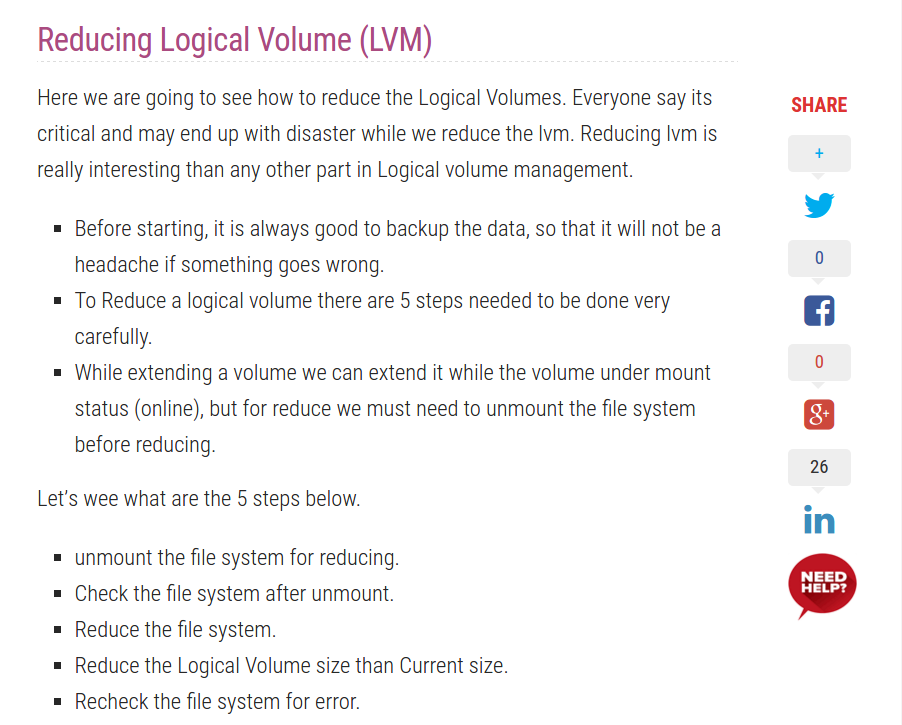 Reducing Logical Volume (LVM)
Here we are going to see how to reduce the Logical Volumes. Everyone say its
critical and may end up with disaster while we reduce the lvm. Reducing lvm is
really interesting than any other part in Logical volume management.
Before starting, it is always good to backup the data, so that it will not be a
headache if something goes wrong.
To Reduce a logical volume there are 5 steps needed to be done very
carefully.
While extending a volume we can extend it while the volume under mount
status (online), but for reduce we must need to unmount the file system
before reducing.
Let's wee what are the 5 steps below.
unmount the file system for reducing.
Check the file system after unmount.
Reduce the file system.
Reduce the Logical Volume size than Current size.
Recheck the file system for error.
SHARE
+
0
0
g+
26
in
NEED
HELP?